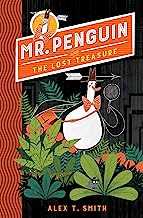 MR. PENGUIN
AND
THE LOST TREASURE
ALEX T. SMITH